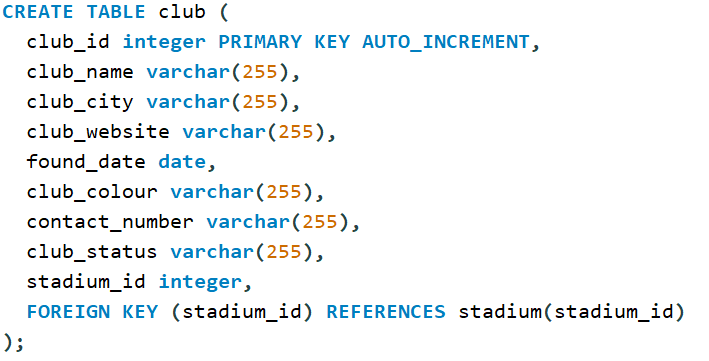 CREATE TABLE club (
  club_id integer PRIMARY KEY AUTO_INCREMENT,
  club_name varchar(255),
  club_city varchar(255),
  club_website varchar(255),
  found_date date,
  club_colour varchar(255),
  contact_number varchar(255),
  club_status varchar(255),
  stadium_id integer,
  FOREIGN KEY (stadium_id) REFERENCES stadium(stadium_id)
);